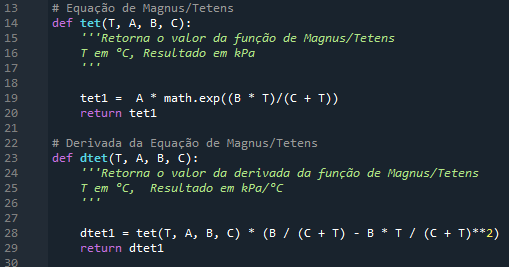 13 # Equação de Magnus/Tetens
14 def tet(T, A, B, C):
15     '''Retorna o valor da função de Magnus/Tetens
16     T em ºC, Resultado em kPa
17     '''
18
19     tet1 =  A * math.exp((B * T)/(C + T))
20     return tet1
21
22 # Derivada da Equação de Magnus/Tetens
23 def dtet(T, A, B, C):
24     '''Retorna o valor da derivada da função de Magnus/Tetens
25     T em ºC,  Resultado em kPa/ºC
26     '''
27
28     dtet1 = tet(T, A, B, C) * (B / (C + T) - B * T / (C + T)**2)
29     return dtet1
30